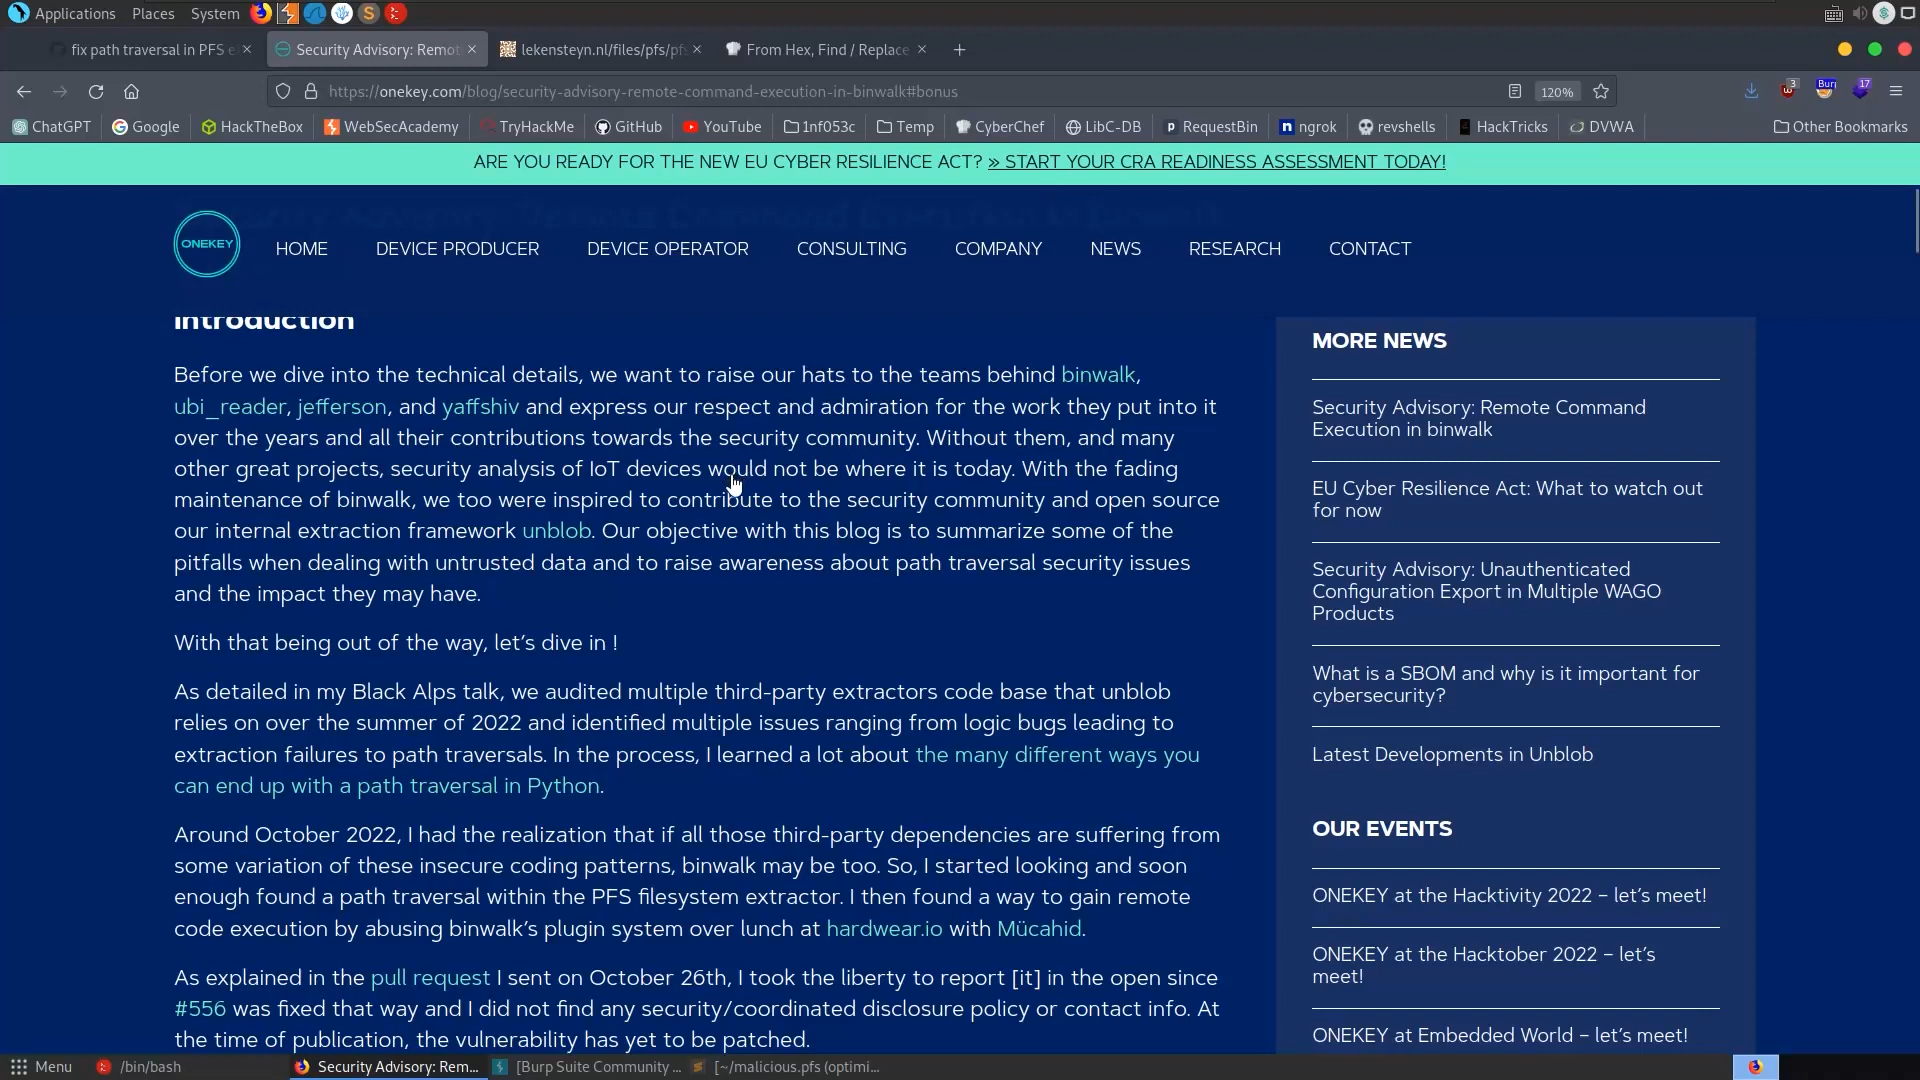 Applications Places System
fix path traversal in PFS e
Security Advisory: Remot
lekensteyn.nl/files/pfs/pfs
From Hex, Find / Replace
https://onekey.com/blog/security-advisory-remote-command-execution-in-binwalk#bonus
120%
3
Burp
17
ChatGPT Google HackTheBox WebSecAcademy TryHackMe GitHub YouTube 1nf053c Temp CyberChef LibC-DB RequestBin ngrok revshells HackTricks DVWA Other Bookmarks
ARE YOU READY FOR THE NEW EU CYBER RESILIENCE ACT? » START YOUR CRA READINESS ASSESSMENT TODAY!
ONEKEY
HOME DEVICE PRODUCER DEVICE OPERATOR CONSULTING COMPANY NEWS RESEARCH CONTACT
Introduction
Before we dive into the technical details, we want to raise our hats to the teams behind binwalk,
ubi_reader, jefferson, and yaffshiv and express our respect and admiration for the work they put into it
over the years and all their contributions towards the security community. Without them, and many
other great projects, security analysis of IoT devices would not be where it is today. With the fading
maintenance of binwalk, we too were inspired to contribute to the security community and open source
our internal extraction framework unblob. Our objective with this blog is to summarize some of the
pitfalls when dealing with untrusted data and to raise awareness about path traversal security issues
and the impact they may have.
With that being out of the way, let's dive in !
As detailed in my Black Alps talk, we audited multiple third-party extractors code base that unblob
relies on over the summer of 2022 and identified multiple issues ranging from logic bugs leading to
extraction failures to path traversals. In the process, I learned a lot about the many different ways you
can end up with a path traversal in Python.
Around October 2022, I had the realization that if all those third-party dependencies are suffering from
some variation of these insecure coding patterns, binwalk may be too. So, I started looking and soon
enough found a path traversal within the PFS filesystem extractor. I then found a way to gain remote
code execution by abusing binwalk's plugin system over lunch at hardwear.io with Mücahid.
As explained in the pull request I sent on October 26th, I took the liberty to report [it] in the open since
#556 was fixed that way and I did not find any security/coordinated disclosure policy or contact info. At
the time of publication, the vulnerability has yet to be patched.
MORE NEWS
Security Advisory: Remote Command
Execution in binwalk
EU Cyber Resilience Act: What to watch out
for now
Security Advisory: Unauthenticated
Configuration Export in Multiple WAGO
Products
What is a SBOM and why is it important for
cybersecurity?
Latest Developments in Unblob
OUR EVENTS
ONEKEY at the Hacktivity 2022 – let's meet!
ONEKEY at the Hacktober 2022 – let's
meet!
ONEKEY at Embedded World – let's meet!
Menu
/bin/bash
Security Advisory: Rem...
[Burp Suite Community ...
[~/malicious.pfs (optimi...